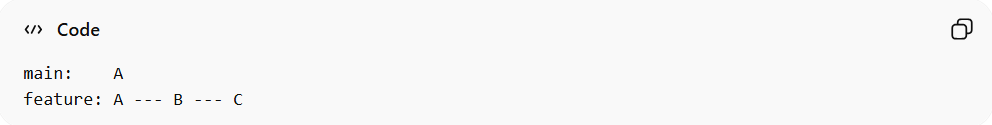 Code
main:    A
feature: A --- B --- C